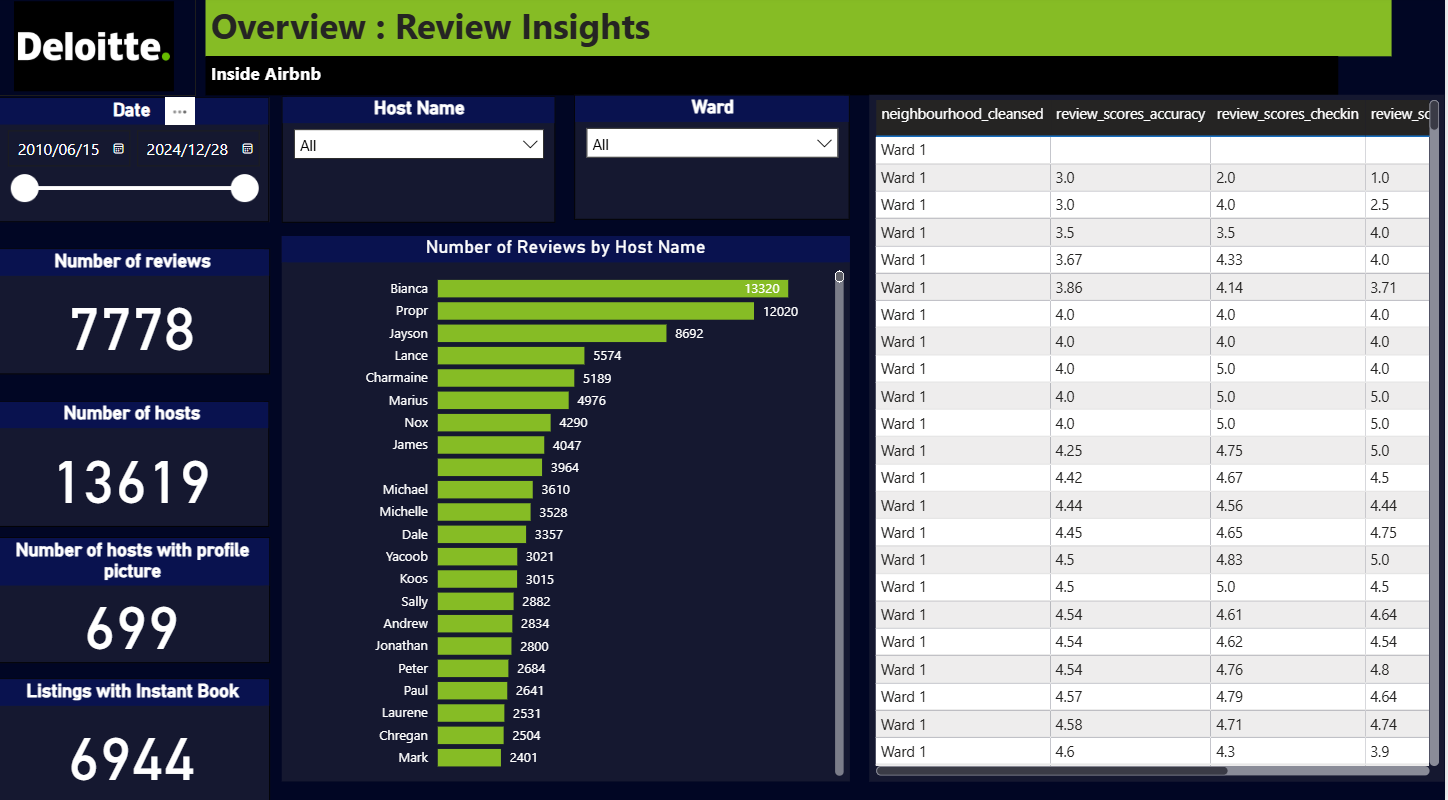 Deloitte.
Overview : Review Insights
Inside Airbnb
Date ...
2010/06/15 2024/12/28
Host Name
All
Ward
All
Number of reviews
7778
Number of hosts
13619
Number of hosts with profile
picture
699
Listings with Instant Book
6944
Number of Reviews by Host Name
Bianca 13320
Propr 12020
Jayson 8692
Lance 5574
Charmaine 5189
Marius 4976
Nox 4290
James 4047
3964
Michael 3610
Michelle 3528
Dale 3357
Yacoob 3021
Koos 3015
Sally 2882
Andrew 2834
Jonathan 2800
Peter 2684
Paul 2641
Laurene 2531
Chregan 2504
Mark 2401
neighbourhood_cleansed review_scores_accuracy review_scores_checkin review_sc
Ward 1
Ward 1 3.0 2.0 1.0
Ward 1 3.0 4.0 2.5
Ward 1 3.5 3.5 4.0
Ward 1 3.67 4.33 4.0
Ward 1 3.86 4.14 3.71
Ward 1 4.0 4.0 4.0
Ward 1 4.0 4.0 4.0
Ward 1 4.0 5.0 4.0
Ward 1 4.0 5.0 5.0
Ward 1 4.0 5.0 5.0
Ward 1 4.25 4.75 5.0
Ward 1 4.42 4.67 4.5
Ward 1 4.44 4.56 4.44
Ward 1 4.45 4.65 4.75
Ward 1 4.5 4.83 5.0
Ward 1 4.5 5.0 4.5
Ward 1 4.54 4.61 4.64
Ward 1 4.54 4.62 4.54
Ward 1 4.54 4.76 4.8
Ward 1 4.57 4.79 4.64
Ward 1 4.58 4.71 4.74
Ward 1 4.6 4.3 3.9